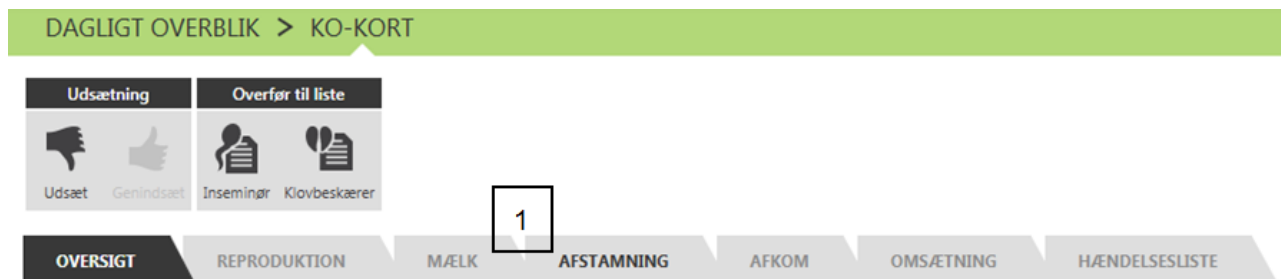 DAGLIGT OVERBLIK > KO-KORT
Udsætning Overfør til liste
Udsæt Genindsæt Inseminør Klovbeskærer
1
OVERSIGT REPRODUKTION MÆLK AFSTAMNING AFKOM OMSÆTNING HÆNDELSESLISTE